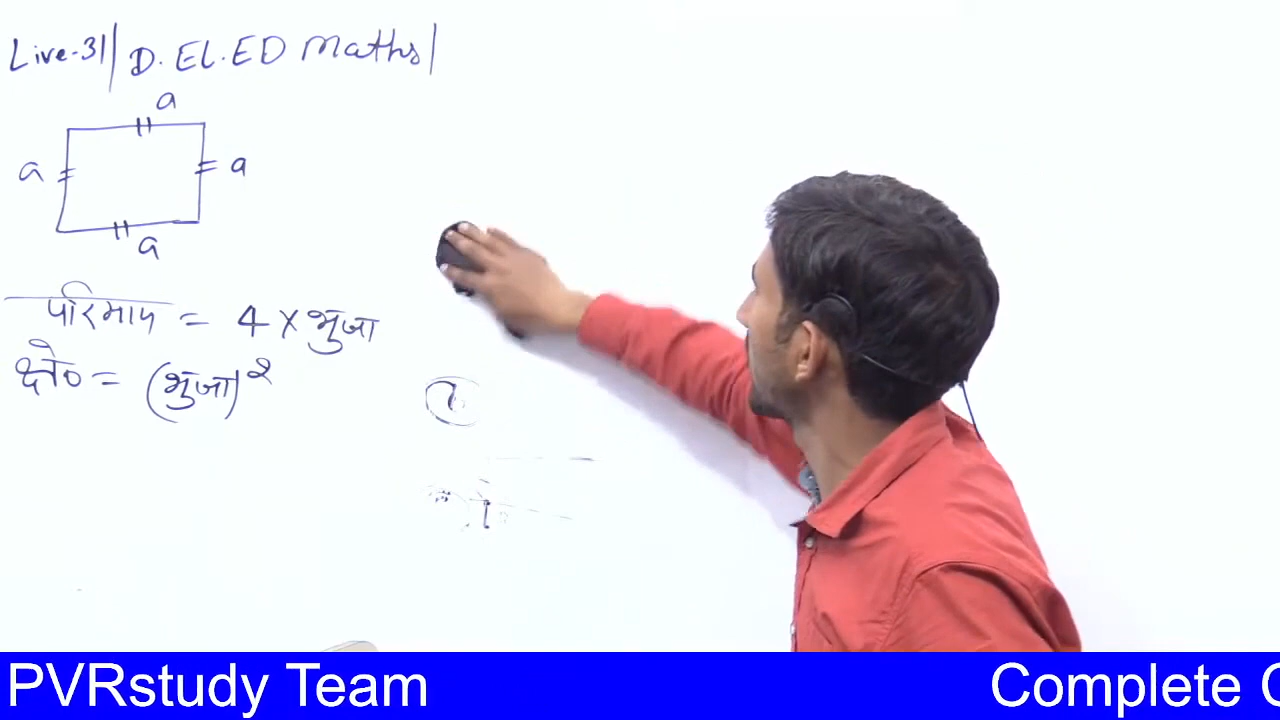 Live-31| D. EL. ED Maths|
a
a a
a
परिमाप = 4 × भुजा
क्षे० = (भुजा)²
PVRstudy Team Complete C